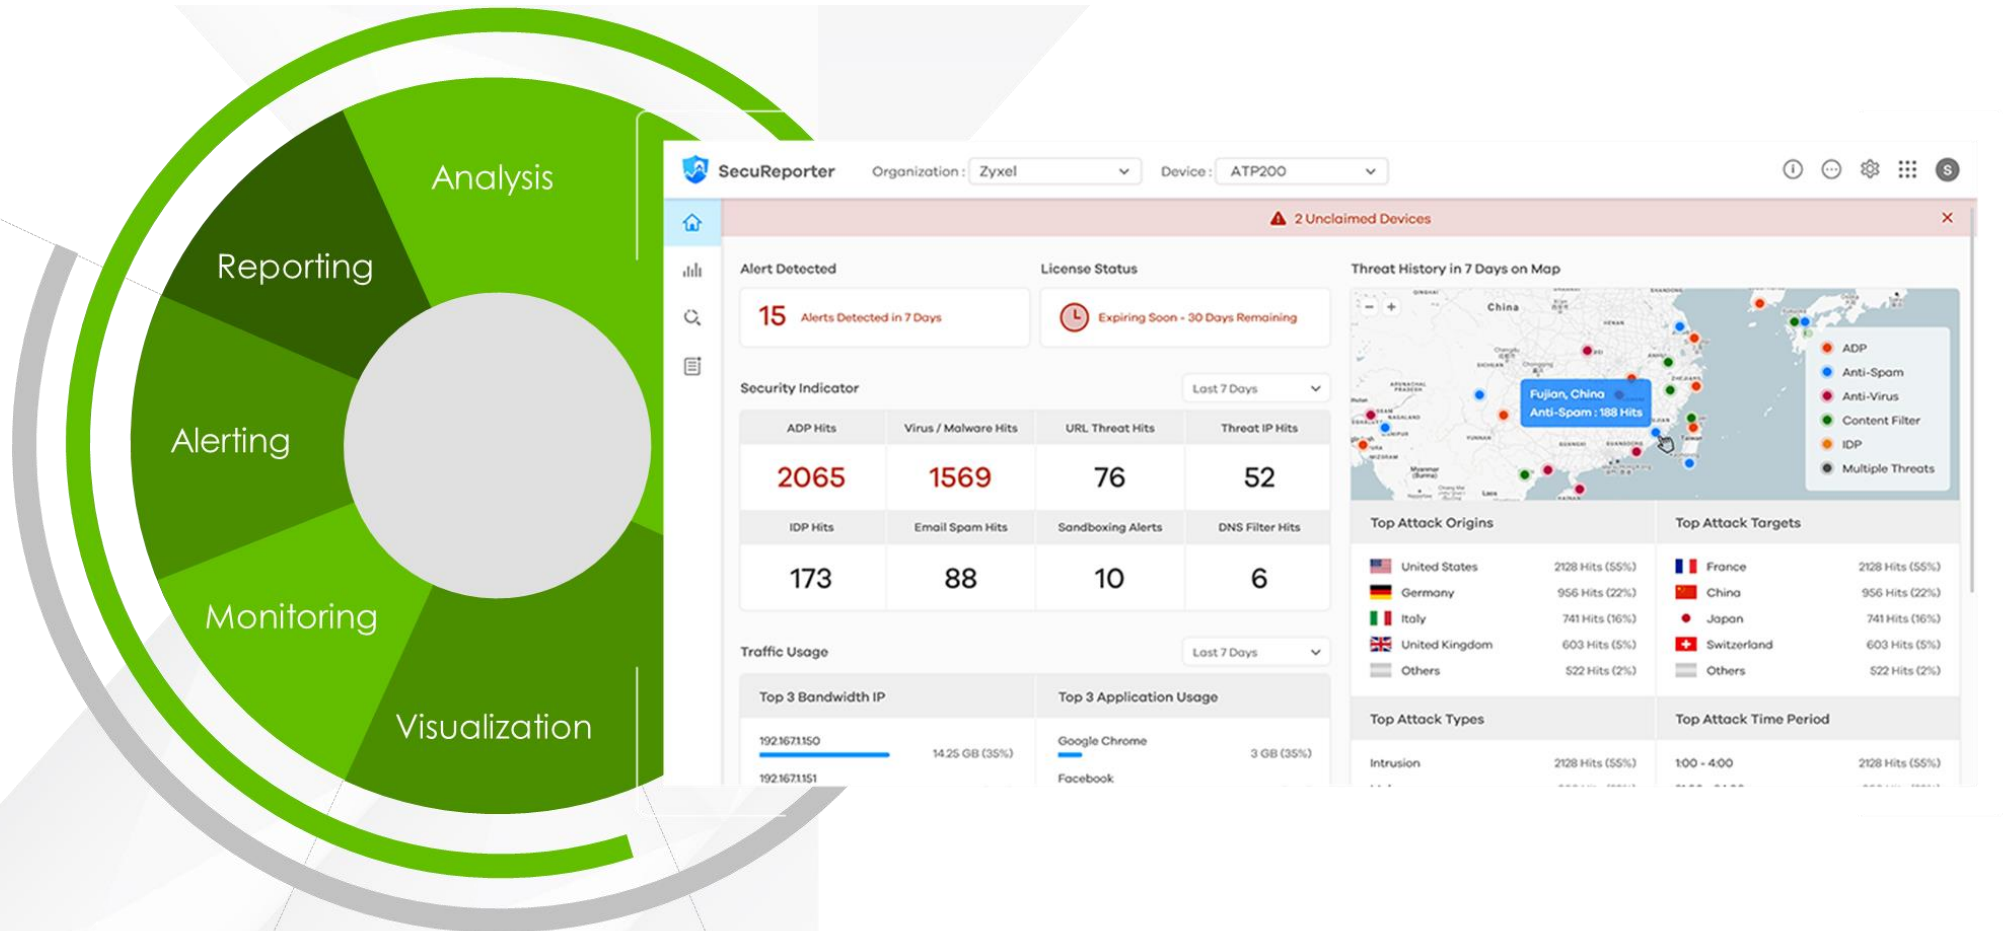 Analysis
Reporting
Alerting
Monitoring
Visualization
SecuReporter
Organization : Zyxel
Device : ATP200
S
2 Unclaimed Devices
Alert Detected
15 Alerts Detected in 7 Days
License Status
Expiring Soon - 30 Days Remaining
Security Indicator
Last 7 Days
ADP Hits Virus / Malware Hits URL Threat Hits Threat IP Hits
2065 1569 76 52
IDP Hits Email Spam Hits Sandboxing Alerts DNS Filter Hits
173 88 10 6
Traffic Usage
Last 7 Days
Top 3 Bandwidth IP
192.167.1.150
14.25 GB (35%)
192.167.1.151
Top 3 Application Usage
Google Chrome
3 GB (35%)
Facebook
Threat History in 7 Days on Map
China
Fujian, China
Anti-Spam : 188 Hits
ADP
Anti-Spam
Anti-Virus
Content Filter
IDP
Multiple Threats
Top Attack Origins
United States 2128 Hits (55%)
Germany 956 Hits (22%)
Italy 741 Hits (16%)
United Kingdom 603 Hits (5%)
Others 522 Hits (2%)
Top Attack Targets
France 2128 Hits (55%)
China 956 Hits (22%)
Japan 741 Hits (16%)
Switzerland 603 Hits (5%)
Others 522 Hits (2%)
Top Attack Types
Intrusion 2128 Hits (55%)
Top Attack Time Period
1:00 - 4:00 2128 Hits (55%)